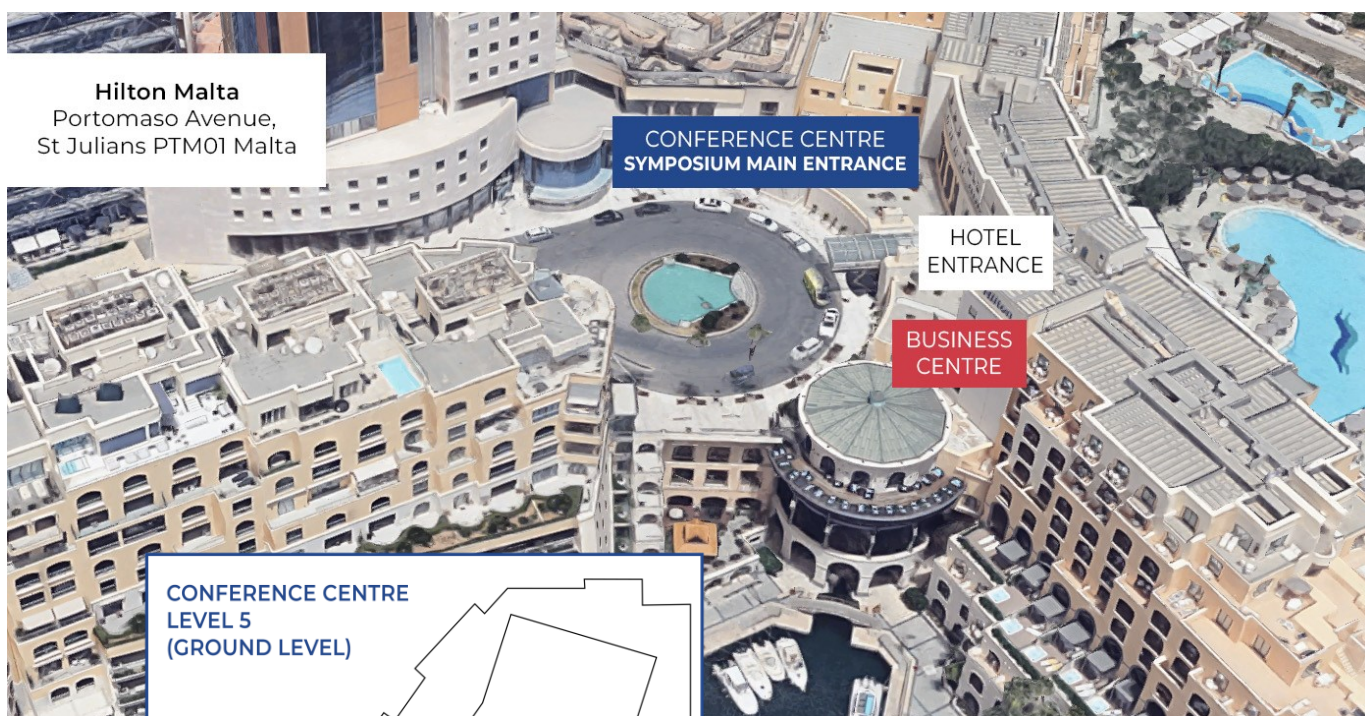 Hilton Malta
Portomaso Avenue,
St Julians PTM01 Malta
CONFERENCE CENTRE
SYMPOSIUM MAIN ENTRANCE
HOTEL
ENTRANCE
Hilton
BUSINESS
CENTRE
CONFERENCE CENTRE
LEVEL 5
(GROUND LEVEL)